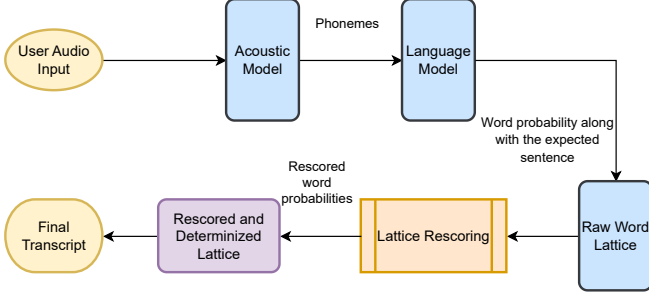 User Audio
Input
Acoustic
Model
Phonemes
Language
Model
Word probability along
with the expected
sentence
Raw Word
Lattice
Lattice Rescoring
Rescored
word
probabilities
Rescored and
Determinized
Lattice
Final
Transcript